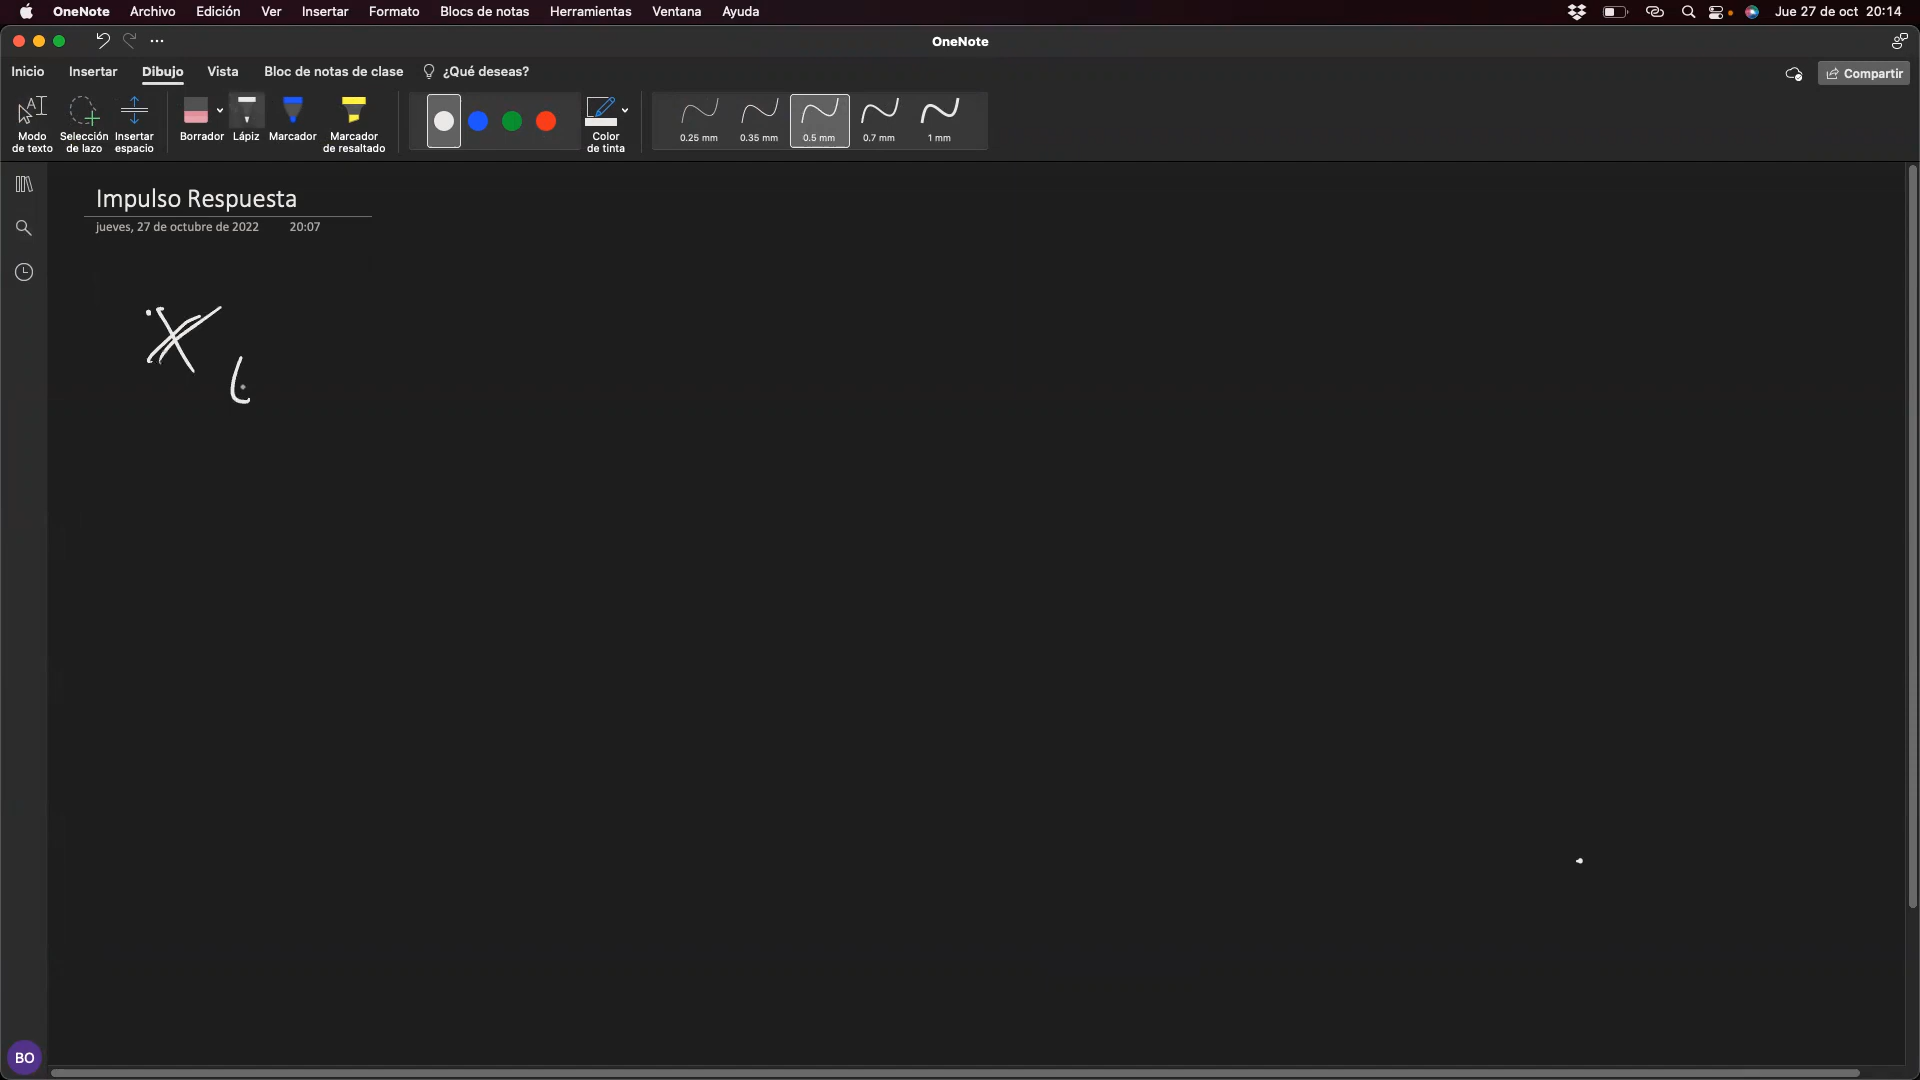 OneNote Archivo Edición Ver Insertar Formato Blocs de notas Herramientas Ventana Ayuda Jue 27 de oct 20:14
OneNote
Inicio Insertar Dibujo Vista Bloc de notas de clase ¿Qué deseas? Compartir
Modo de texto
Selección de lazo
Insertar espacio
Borrador
Lápiz
Marcador
Marcador de resaltado
Color de tinta
0.25 mm 0.35 mm 0.5 mm 0.7 mm 1 mm
Impulso Respuesta
jueves, 27 de octubre de 2022 20:07
X
BO